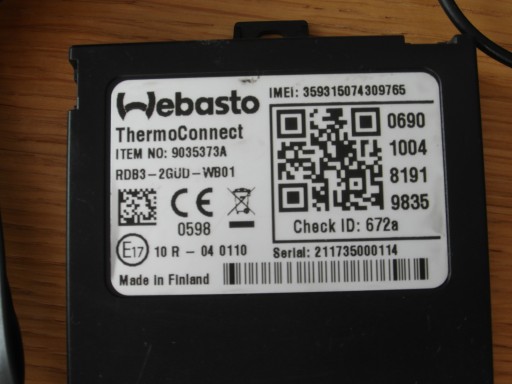 Webasto
ThermoConnect
ITEM NO: 9035373A
RDB3-2GUD-WB01
0598
E17 10 R - 04 0110
Made in Finland
IMEI: 359315074309765
0690
1004
8191
9835
Check ID: 672a
Serial: 211735000114